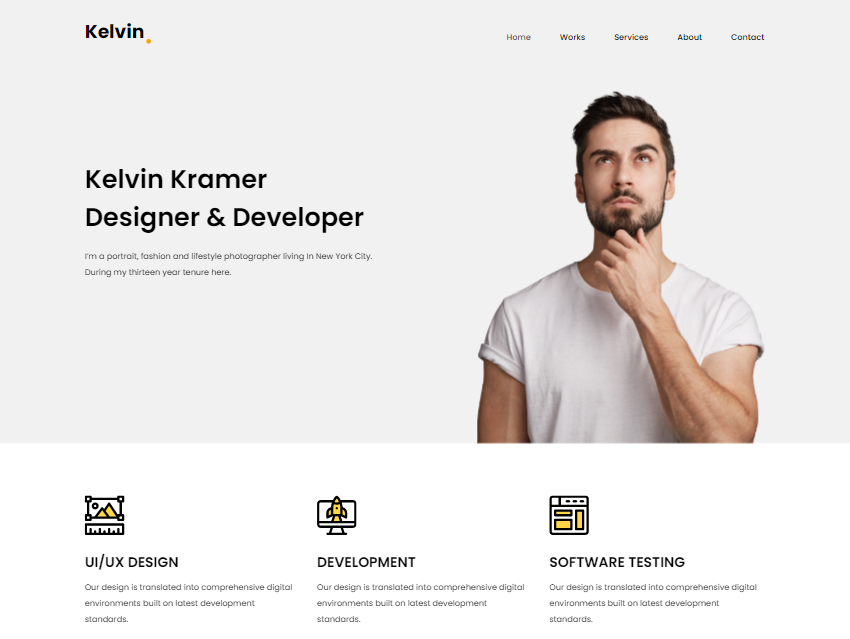 Kelvin.
Home Works Services About Contact
Kelvin Kramer
Designer & Developer
I'm a portrait, fashion and lifestyle photographer living in New York City.
During my thirteen year tenure here.
UI/UX DESIGN
Our design is translated into comprehensive digital
environments built on latest development
standards.
DEVELOPMENT
Our design is translated into comprehensive digital
environments built on latest development
standards.
SOFTWARE TESTING
Our design is translated into comprehensive digital
environments built on latest development
standards.